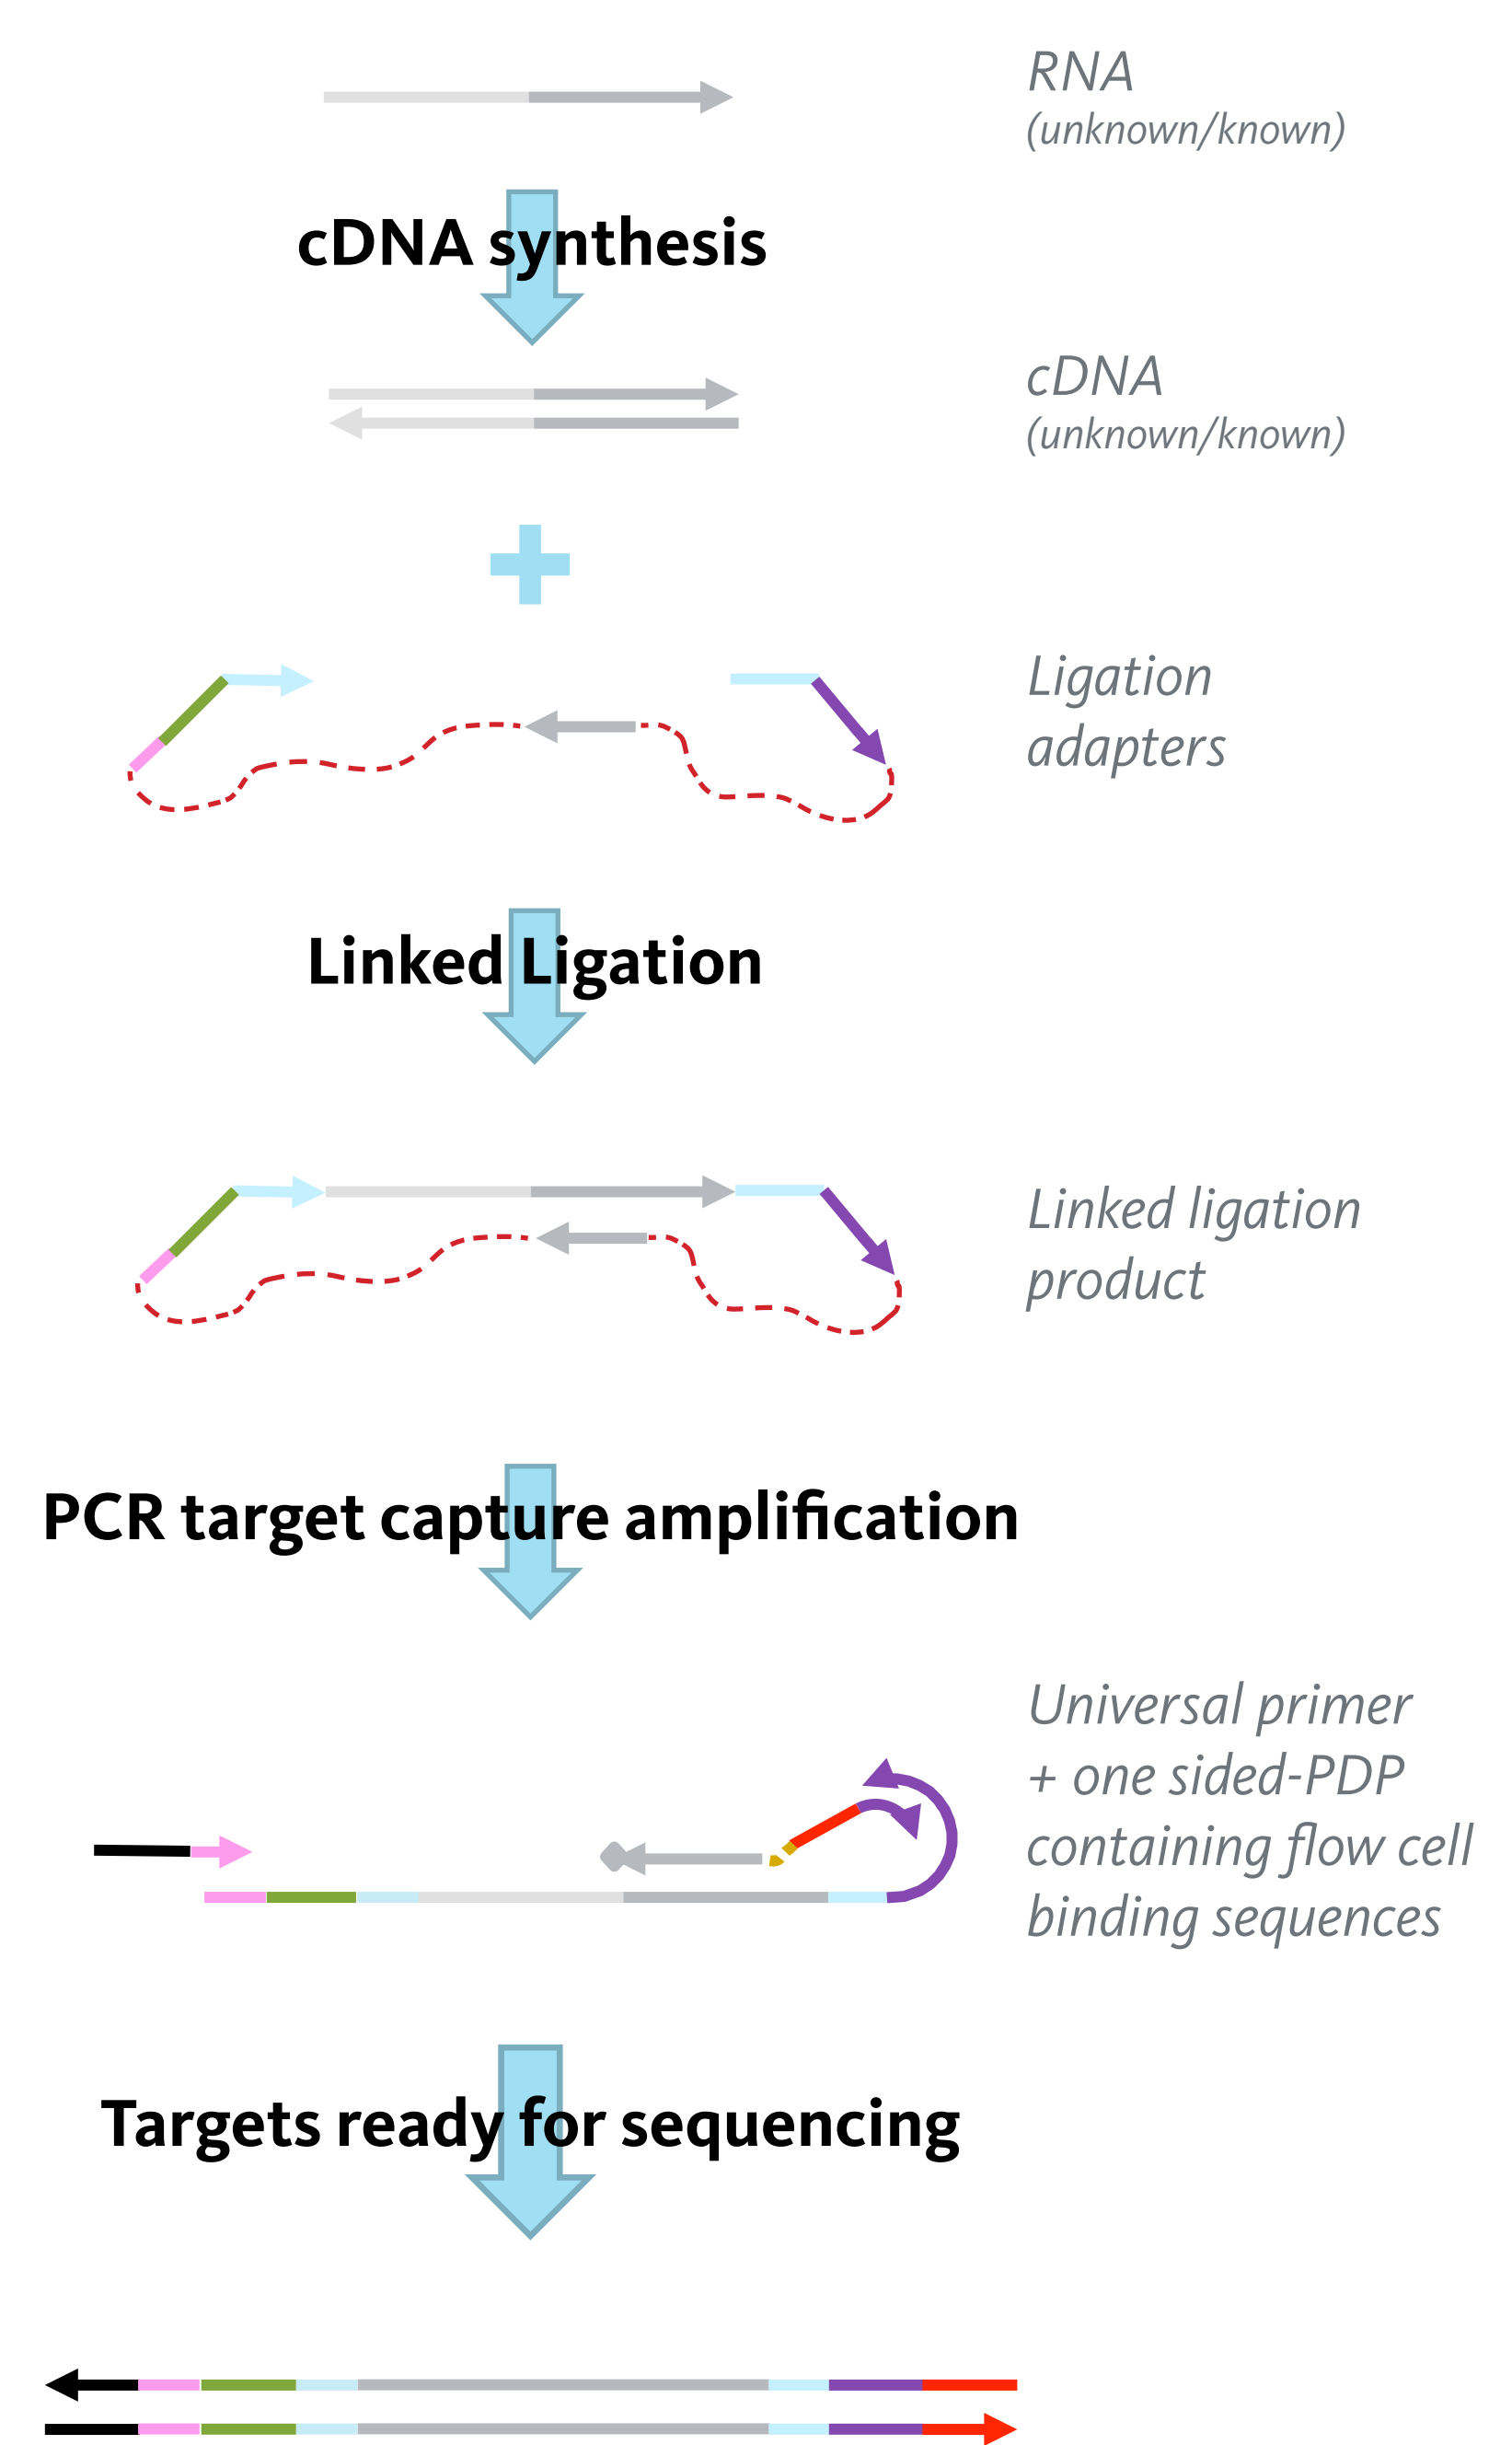 RNA
(unknown/known)
cDNA synthesis
cDNA
(unknown/known)
Ligation
adapters
Linked Ligation
Linked ligation
product
PCR target capture amplification
Universal primer
+ one sided-PDP
containing flow cell
binding sequences
Targets ready for sequencing